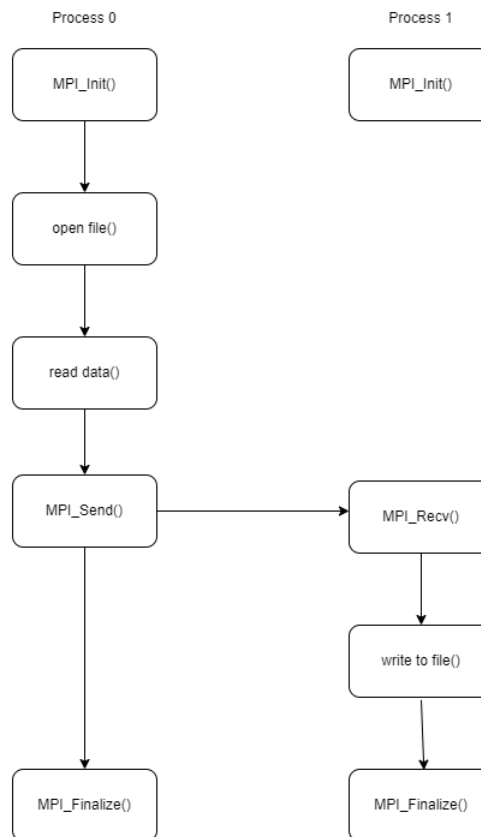 Process 0
Process 1
MPI_Init()
MPI_Init()
open file()
read data()
MPI_Send()
MPI_Recv()
write to file()
MPI_Finalize()
MPI_Finalize()